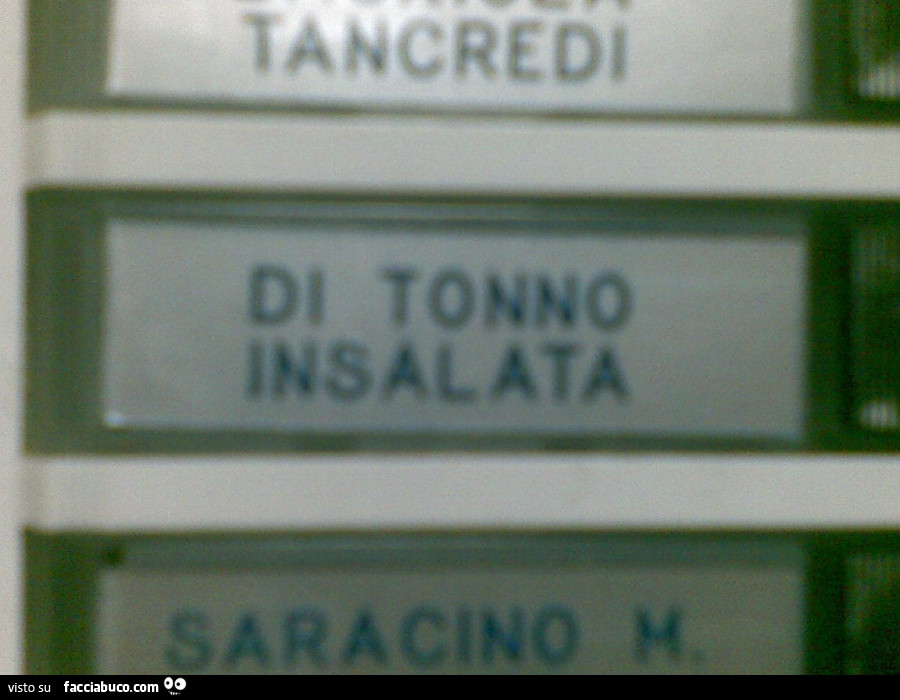 TANCREDI
DI TONNO
INSALATA
SARACINO M.
visto su facciabuco.com